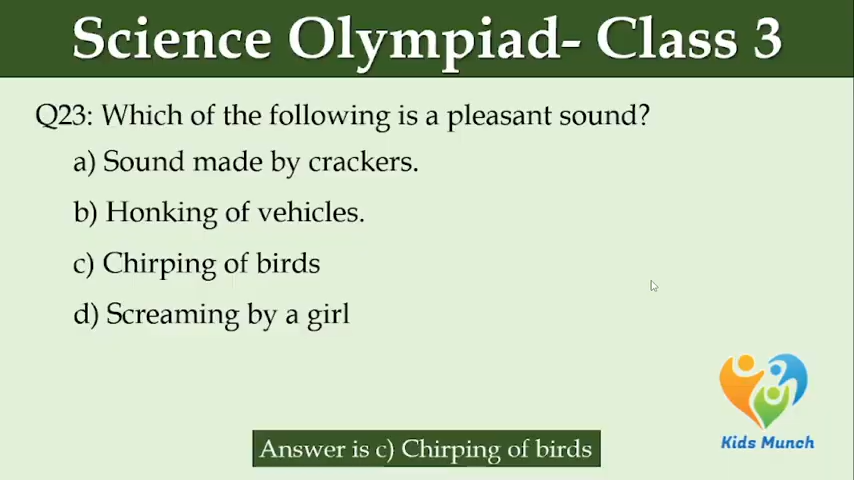 Science Olympiad- Class 3
Q23: Which of the following is a pleasant sound?
a) Sound made by crackers.
b) Honking of vehicles.
c) Chirping of birds
d) Screaming by a girl
Kids Munch
Answer is c) Chirping of birds